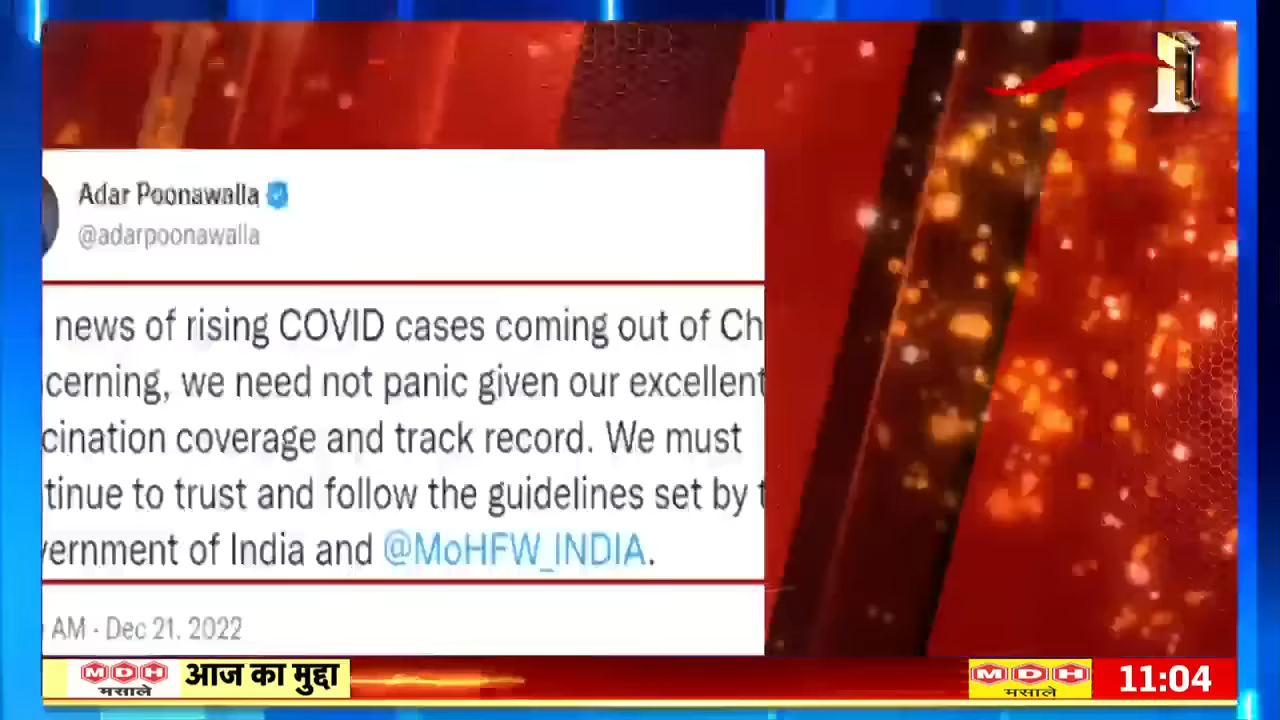 Adar Poonawalla
@adarpoonawalla
news of rising COVID cases coming out of Ch
cerning, we need not panic given our excellent
cination coverage and track record. We must
tinue to trust and follow the guidelines set by t
vernment of India and @MoHFW_INDIA.
AM - Dec 21, 2022
MDH
मसाले
आज का मुद्दा
MDH
मसाले
11:04